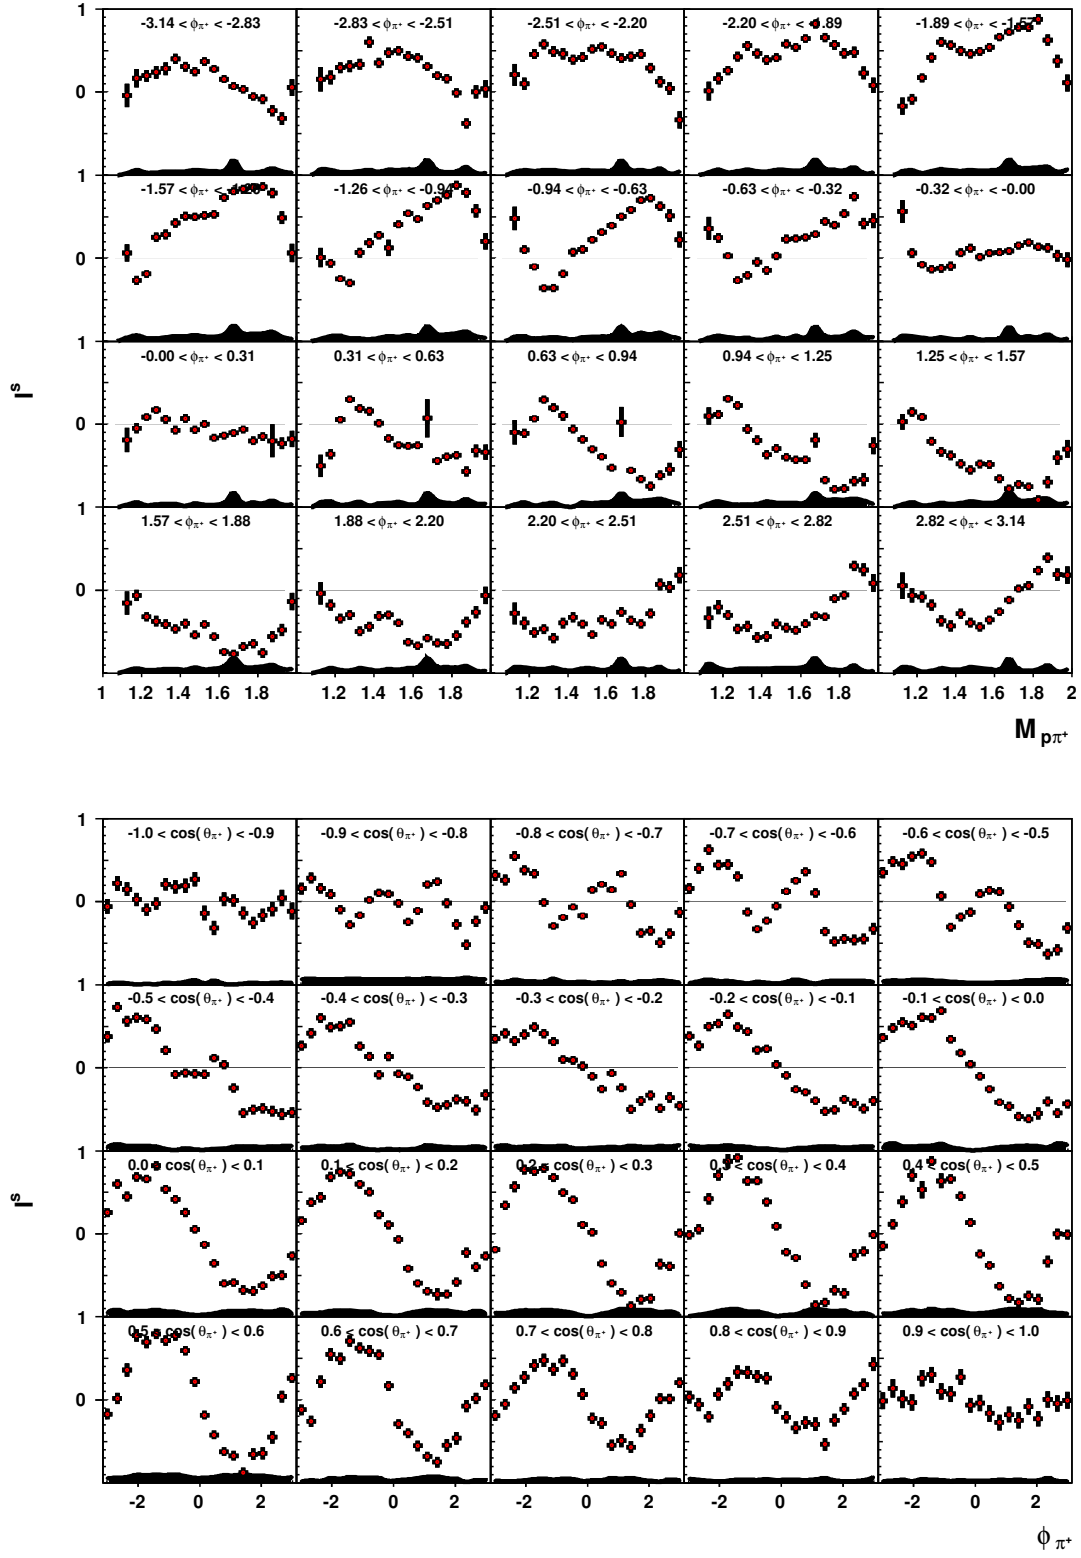 1
-3.14 < ϕπ⁺ < -2.83 -2.83 < ϕπ⁺ < -2.51 -2.51 < ϕπ⁺ < -2.20 -2.20 < ϕπ⁺ < -1.89 -1.89 < ϕπ⁺ < -1.57
0
1
-1.57 < ϕπ⁺ < -1.26 -1.26 < ϕπ⁺ < -0.94 -0.94 < ϕπ⁺ < -0.63 -0.63 < ϕπ⁺ < -0.32 -0.32 < ϕπ⁺ < -0.00
0
1
-0.00 < ϕπ⁺ < 0.31 0.31 < ϕπ⁺ < 0.63 0.63 < ϕπ⁺ < 0.94 0.94 < ϕπ⁺ < 1.25 1.25 < ϕπ⁺ < 1.57
Iˢ
0
1
1.57 < ϕπ⁺ < 1.88 1.88 < ϕπ⁺ < 2.20 2.20 < ϕπ⁺ < 2.51 2.51 < ϕπ⁺ < 2.82 2.82 < ϕπ⁺ < 3.14
0
1 1.2 1.4 1.6 1.8 1.2 1.4 1.6 1.8 1.2 1.4 1.6 1.8 1.2 1.4 1.6 1.8 1.2 1.4 1.6 1.8 2
M pπ⁺
1
-1.0 < cos( θπ⁺ ) < -0.9 -0.9 < cos( θπ⁺ ) < -0.8 -0.8 < cos( θπ⁺ ) < -0.7 -0.7 < cos( θπ⁺ ) < -0.6 -0.6 < cos( θπ⁺ ) < -0.5
0
1
-0.5 < cos( θπ⁺ ) < -0.4 -0.4 < cos( θπ⁺ ) < -0.3 -0.3 < cos( θπ⁺ ) < -0.2 -0.2 < cos( θπ⁺ ) < -0.1 -0.1 < cos( θπ⁺ ) < 0.0
0
1
0.0 < cos( θπ⁺ ) < 0.1 0.1 < cos( θπ⁺ ) < 0.2 0.2 < cos( θπ⁺ ) < 0.3 0.3 < cos( θπ⁺ ) < 0.4 0.4 < cos( θπ⁺ ) < 0.5
Iˢ
0
1
0.5 < cos( θπ⁺ ) < 0.6 0.6 < cos( θπ⁺ ) < 0.7 0.7 < cos( θπ⁺ ) < 0.8 0.8 < cos( θπ⁺ ) < 0.9 0.9 < cos( θπ⁺ ) < 1.0
0
-2 0 2 -2 0 2 -2 0 2 -2 0 2 -2 0 2
ϕ π⁺